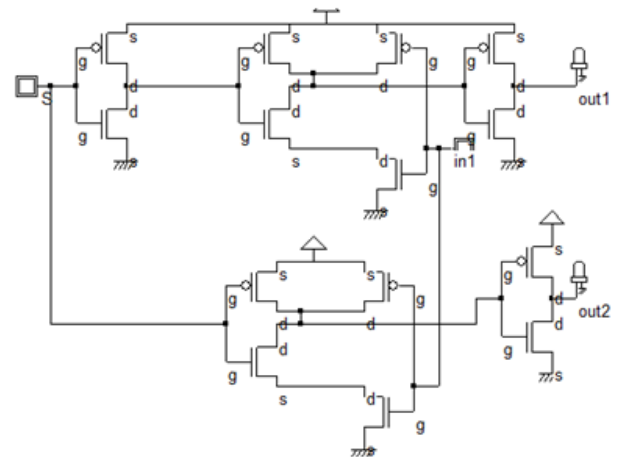 s s s s
g g g g
S d d d d
out1
d d d
g g g
in1
s s d s
g
s
s s s
g g g
d d d
out2
d g
g
s d s
g
s